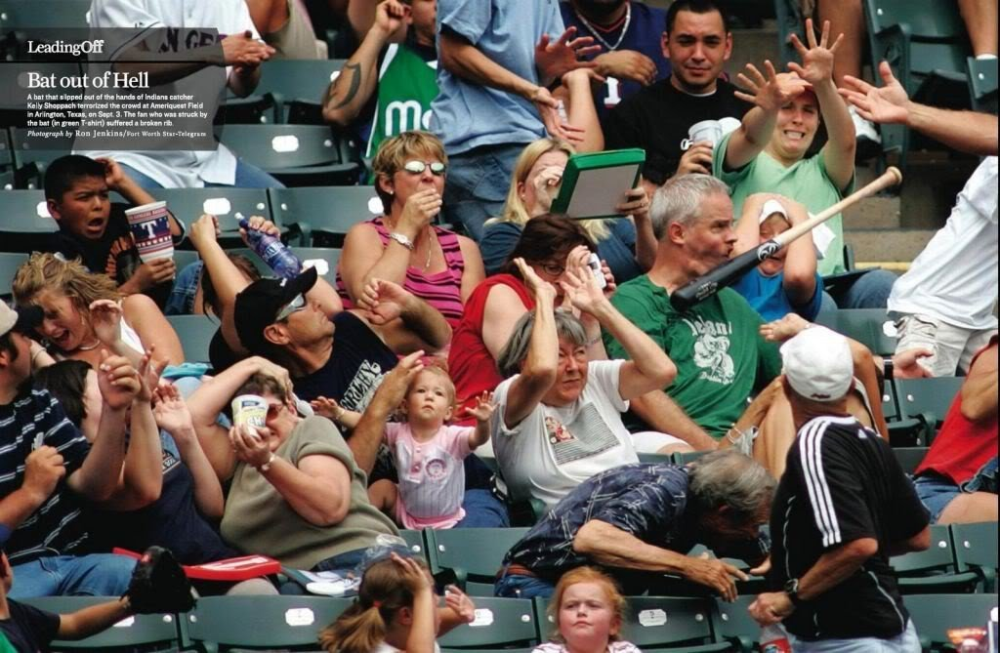 LeadingOff
Bat out of Hell
A bat that slipped out of the hands of Indians catcher
Kelly Shoppach terrorized the crowd at Ameriquest Field
in Arlington, Texas, on Sept. 3. The fan who was struck by
the bat (in green T-shirt) suffered a broken rib.
Photograph by Ron Jenkins/Fort Worth Star-Telegram